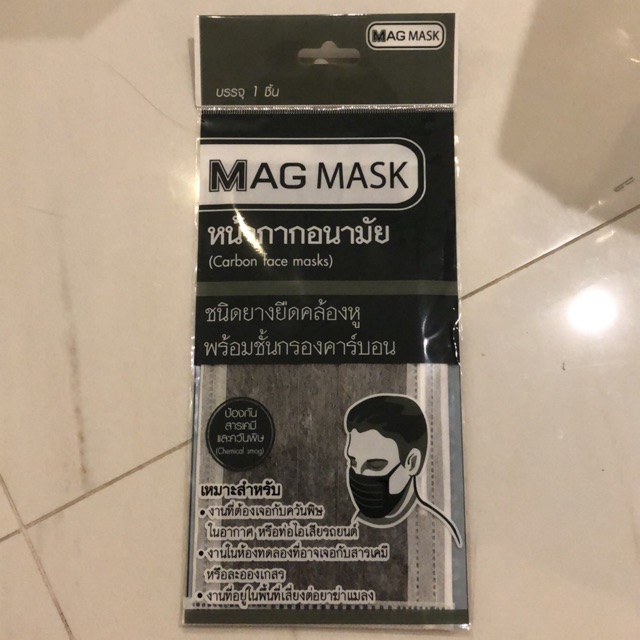 MAG MASK
บรรจุ 1 ชิ้น
MAG MASK
หน้ากากอนามัย
(Carbon face masks)
ชนิดยางยืดคล้องหู
พร้อมชั้นกรองคาร์บอน
ป้องกัน
สารเคมี
และควันพิษ
(Chemical smog)
เหมาะสำหรับ
• งานที่ต้องเจอกับควันพิษ
ในอากาศ หรือท่อไอเสียรถยนต์
• งานในห้องทดลองที่อาจเจอกับสารเคมี
หรือละอองเกสร
• งานที่อยู่ในพื้นที่เสี่ยงต่อยาฆ่าแมลง